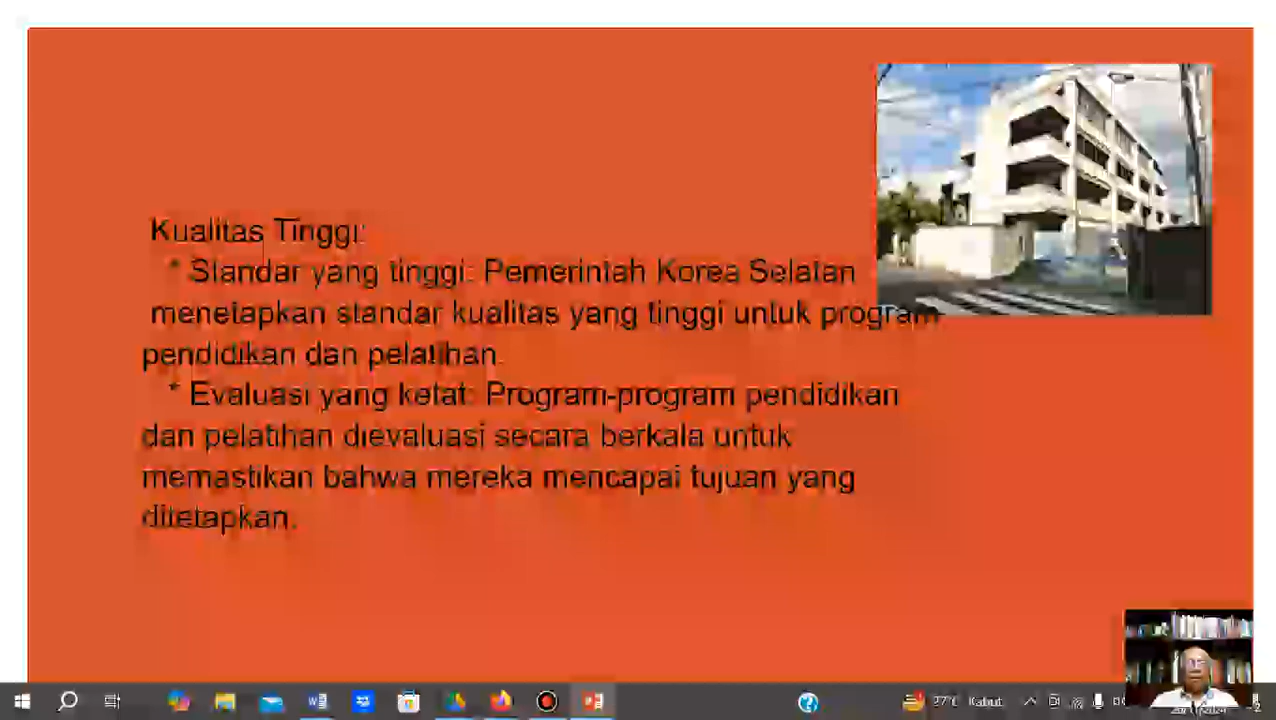 Kualitas Tinggi:
* Standar yang tinggi: Pemerintah Korea Selatan
menetapkan standar kualitas yang tinggi untuk program
pendidikan dan pelatihan.
* Evaluasi yang ketat: Program-program pendidikan
dan pelatihan dievaluasi secara berkala untuk
memastikan bahwa mereka mencapai tujuan yang
ditetapkan.
27°C Kabut